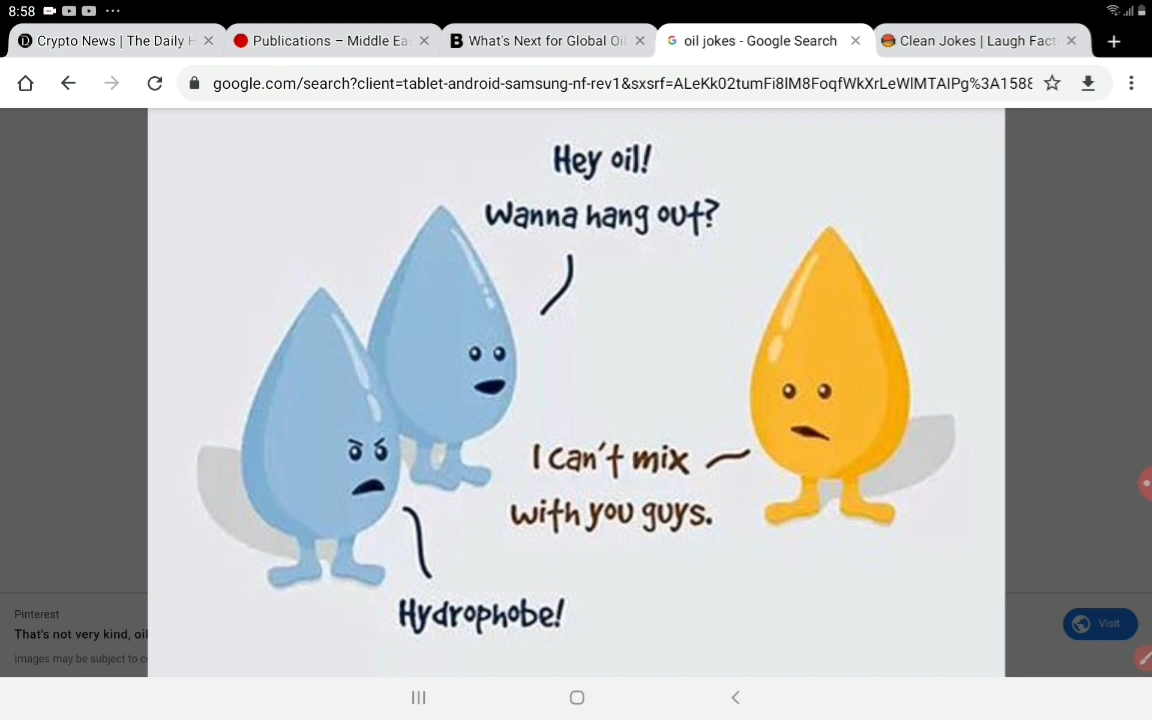 8:58
Crypto News | The Daily H
Publications – Middle Ea
What's Next for Global Oil
oil jokes - Google Search
Clean Jokes | Laugh Fact
google.com/search?client=tablet-android-samsung-nf-rev1&sxsrf=ALeKk02tumFi8lM8FoqfWkXrLeWlMTAIPg%3A1588
Hey oil!
Wanna hang out?
I can't mix
with you guys.
Hydrophobe!
Pinterest
That's not very kind, oil
Images may be subject to c
Visit